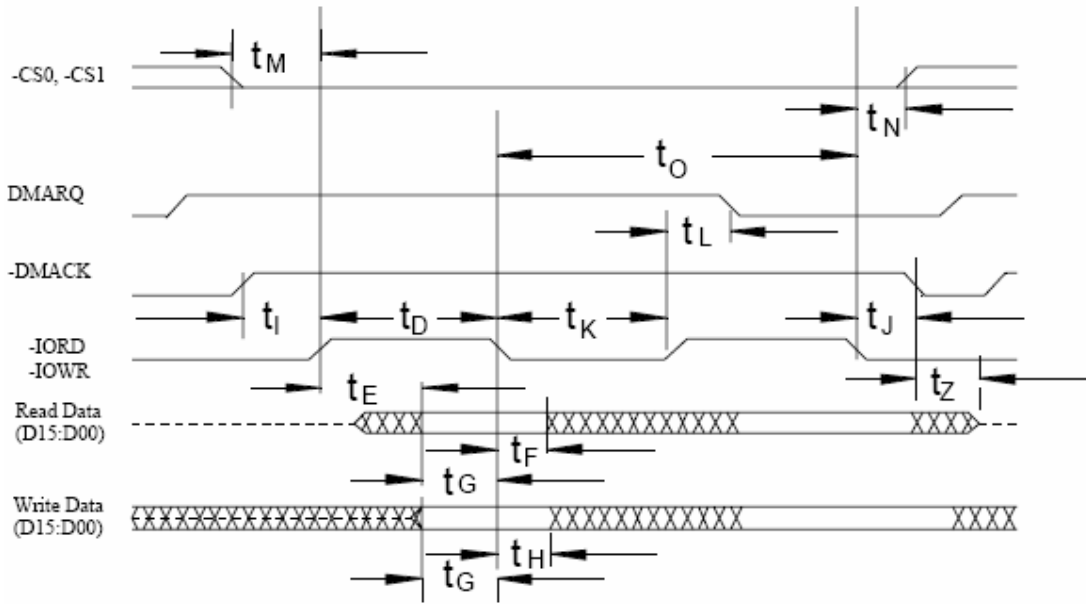 tM
-CS0, -CS1
tN
tO
DMARQ
tL
-DMACK
tI
tD
tK
tJ
-IORD
-IOWR
tE
tZ
Read Data
(D15:D00)
tF
tG
Write Data
(D15:D00)
tH
tG